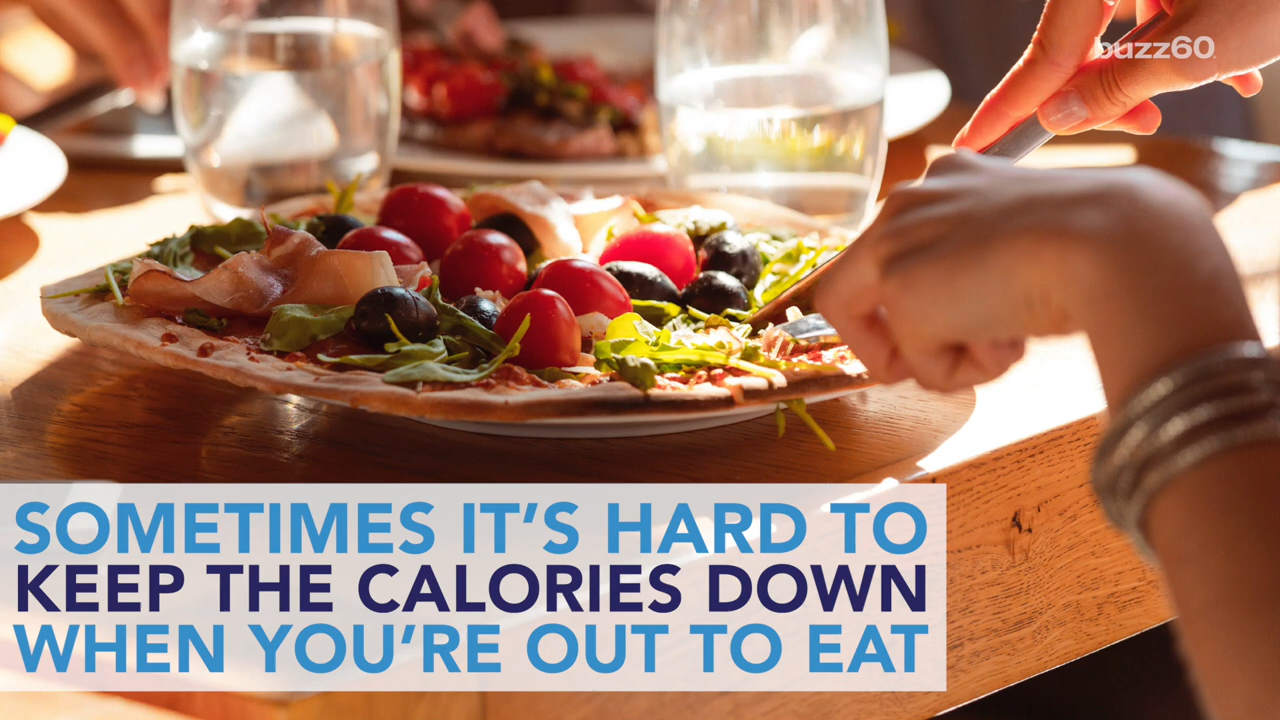 buzz60
SOMETIMES IT'S HARD TO
KEEP THE CALORIES DOWN
WHEN YOU'RE OUT TO EAT